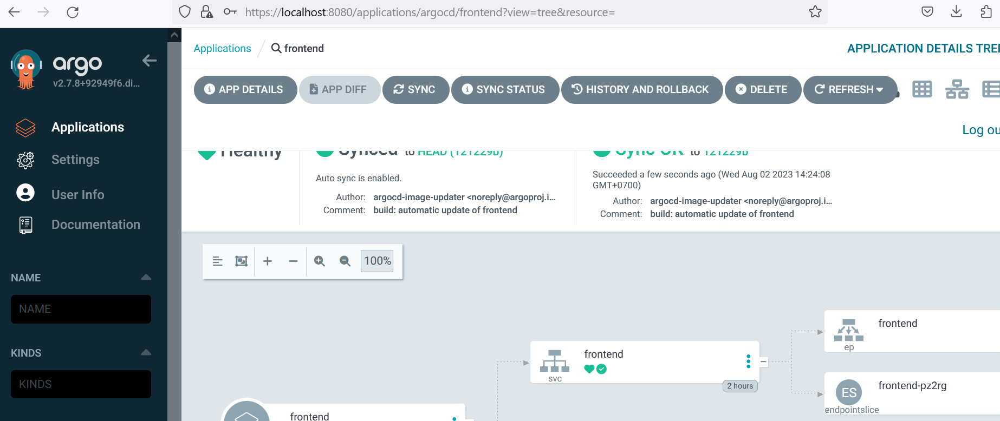 https://localhost:8080/applications/argocd/frontend?view=tree&resource=
argo
v2.7.8+92949f6.di...
Applications
Settings
User Info
Documentation
NAME
NAME
KINDS
KINDS
Applications / frontend
APPLICATION DETAILS TREE
APP DETAILS APP DIFF SYNC SYNC STATUS HISTORY AND ROLLBACK DELETE REFRESH
Log ou
Healthy
Synced to HEAD (121229b)
Auto sync is enabled.
Author: argocd-image-updater <noreply@argoproj.i...
Comment: build: automatic update of frontend
Sync OK to 121229b
Succeeded a few seconds ago (Wed Aug 02 2023 14:24:08
GMT+0700)
Author: argocd-image-updater <noreply@argoproj.i...
Comment: build: automatic update of frontend
100%
frontend
svc
frontend
2 hours
frontend
ep
ES
frontend-pz2rg
endpointslice